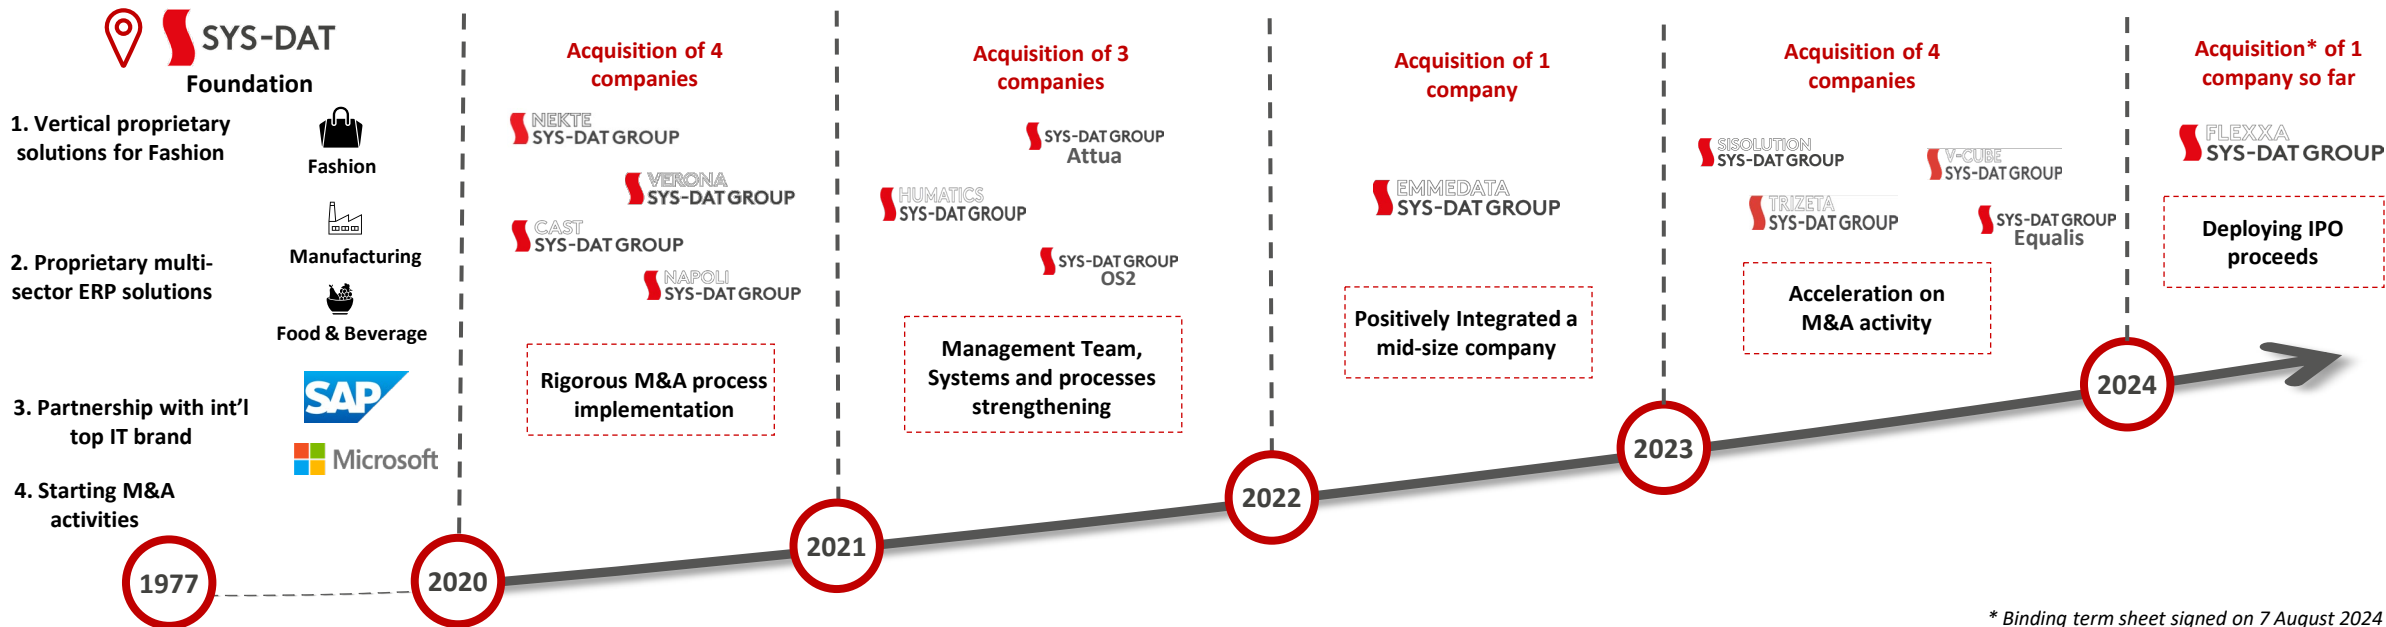 SYS-DAT
Foundation
1. Vertical proprietary
solutions for Fashion
Fashion
Manufacturing
2. Proprietary multi-
sector ERP solutions
Food & Beverage
3. Partnership with int'l
top IT brand
SAP
Microsoft
4. Starting M&A
activities
1977
2020
Acquisition of 4
companies
NEKTE
SYS-DAT GROUP
VERONA
SYS-DAT GROUP
CAST
SYS-DAT GROUP
NAPOLI
SYS-DAT GROUP
Rigorous M&A process
implementation
2021
Acquisition of 3
companies
SYS-DAT GROUP
Attua
HUMATICS
SYS-DAT GROUP
SYS-DAT GROUP
OS2
Management Team,
Systems and processes
strengthening
2022
Acquisition of 1
company
EMMEDATA
SYS-DAT GROUP
Positively Integrated a
mid-size company
2023
Acquisition of 4
companies
SISOLUTION
SYS-DAT GROUP
V-CUBE
SYS-DAT GROUP
TRIZETA
SYS-DAT GROUP
SYS-DAT GROUP
Equalis
Acceleration on
M&A activity
2024
Acquisition* of 1
company so far
FLEXXA
SYS-DAT GROUP
Deploying IPO
proceeds
* Binding term sheet signed on 7 August 2024